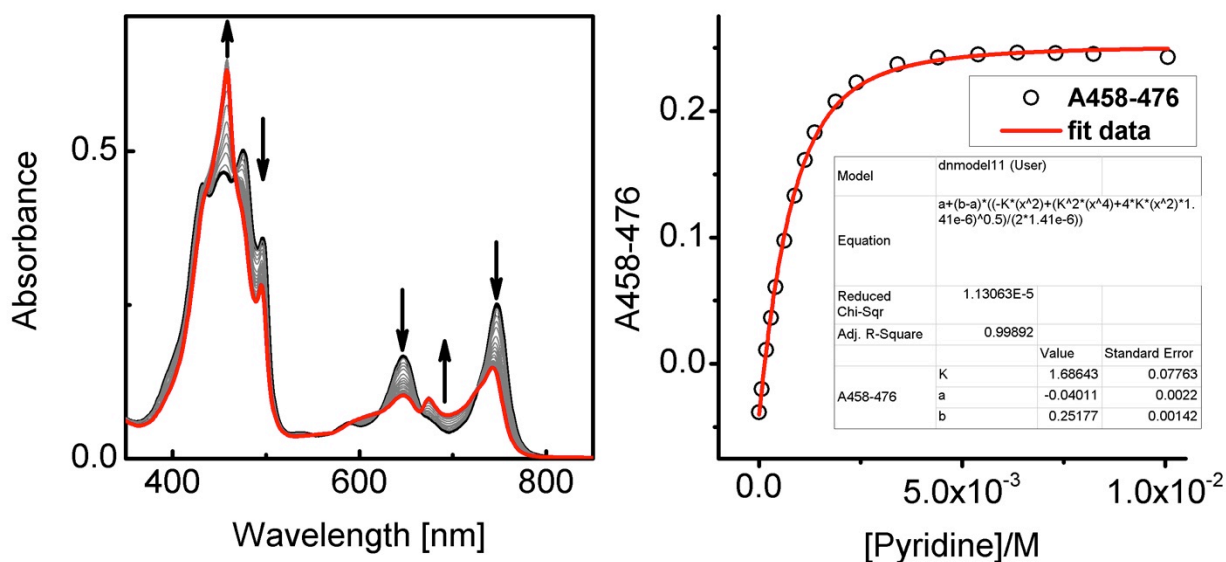 Absorbance
0.5
0.0
400
600
800
Wavelength [nm]
A458-476
0.2
0.1
0.0
0.0
5.0x10⁻³
1.0x10⁻²
[Pyridine]/M
A458-476
fit data
Model dnmodel11 (User)
Equation a+(b-a)*((-K*(x^2)+(K^2*(x^4)+4*K*(x^2)*1.
41e-6)^0.5)/(2*1.41e-6))
Reduced 1.13063E-5
Chi-Sqr
Adj. R-Square 0.99892
Value Standard Error
A458-476 K 1.68643 0.07763
a -0.04011 0.0022
b 0.25177 0.00142